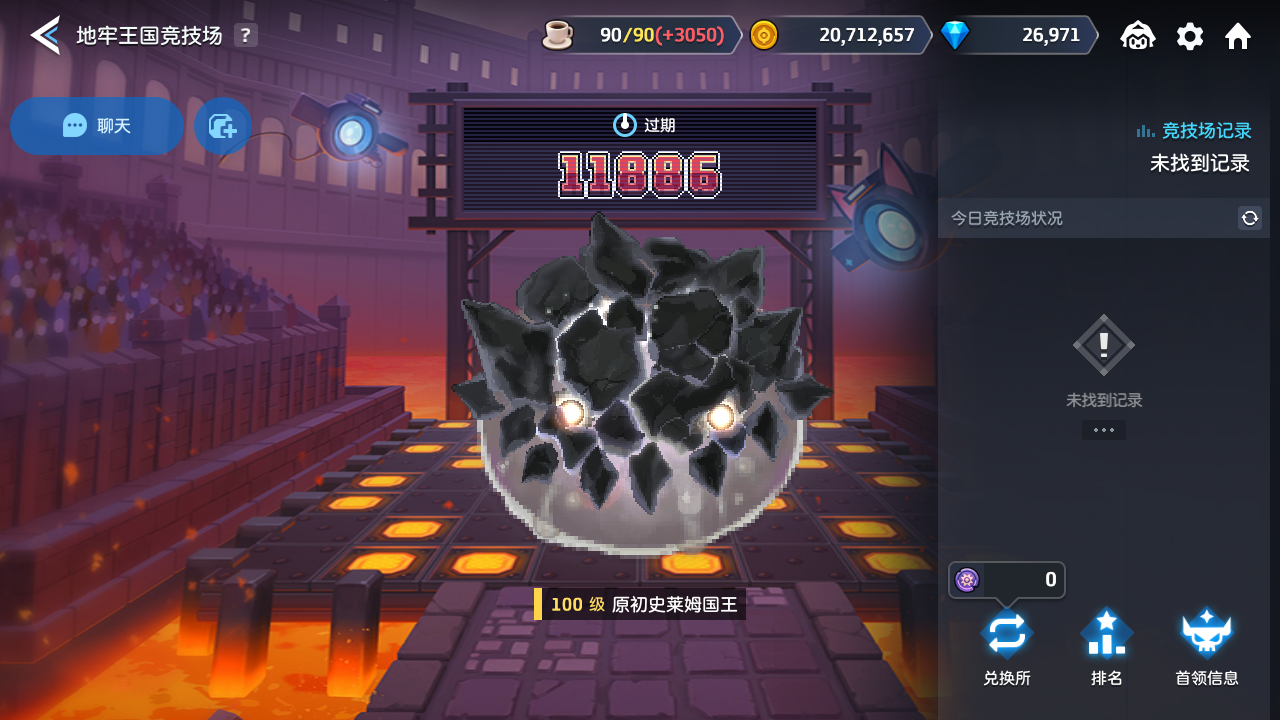 地牢王国竞技场 ?
90/90(+3050)
20,712,657
26,971
聊天
过期
11886
竞技场记录
未找到记录
今日竞技场状况
未找到记录
0
100 级 原初史莱姆国王
兑换所
排名
首领信息